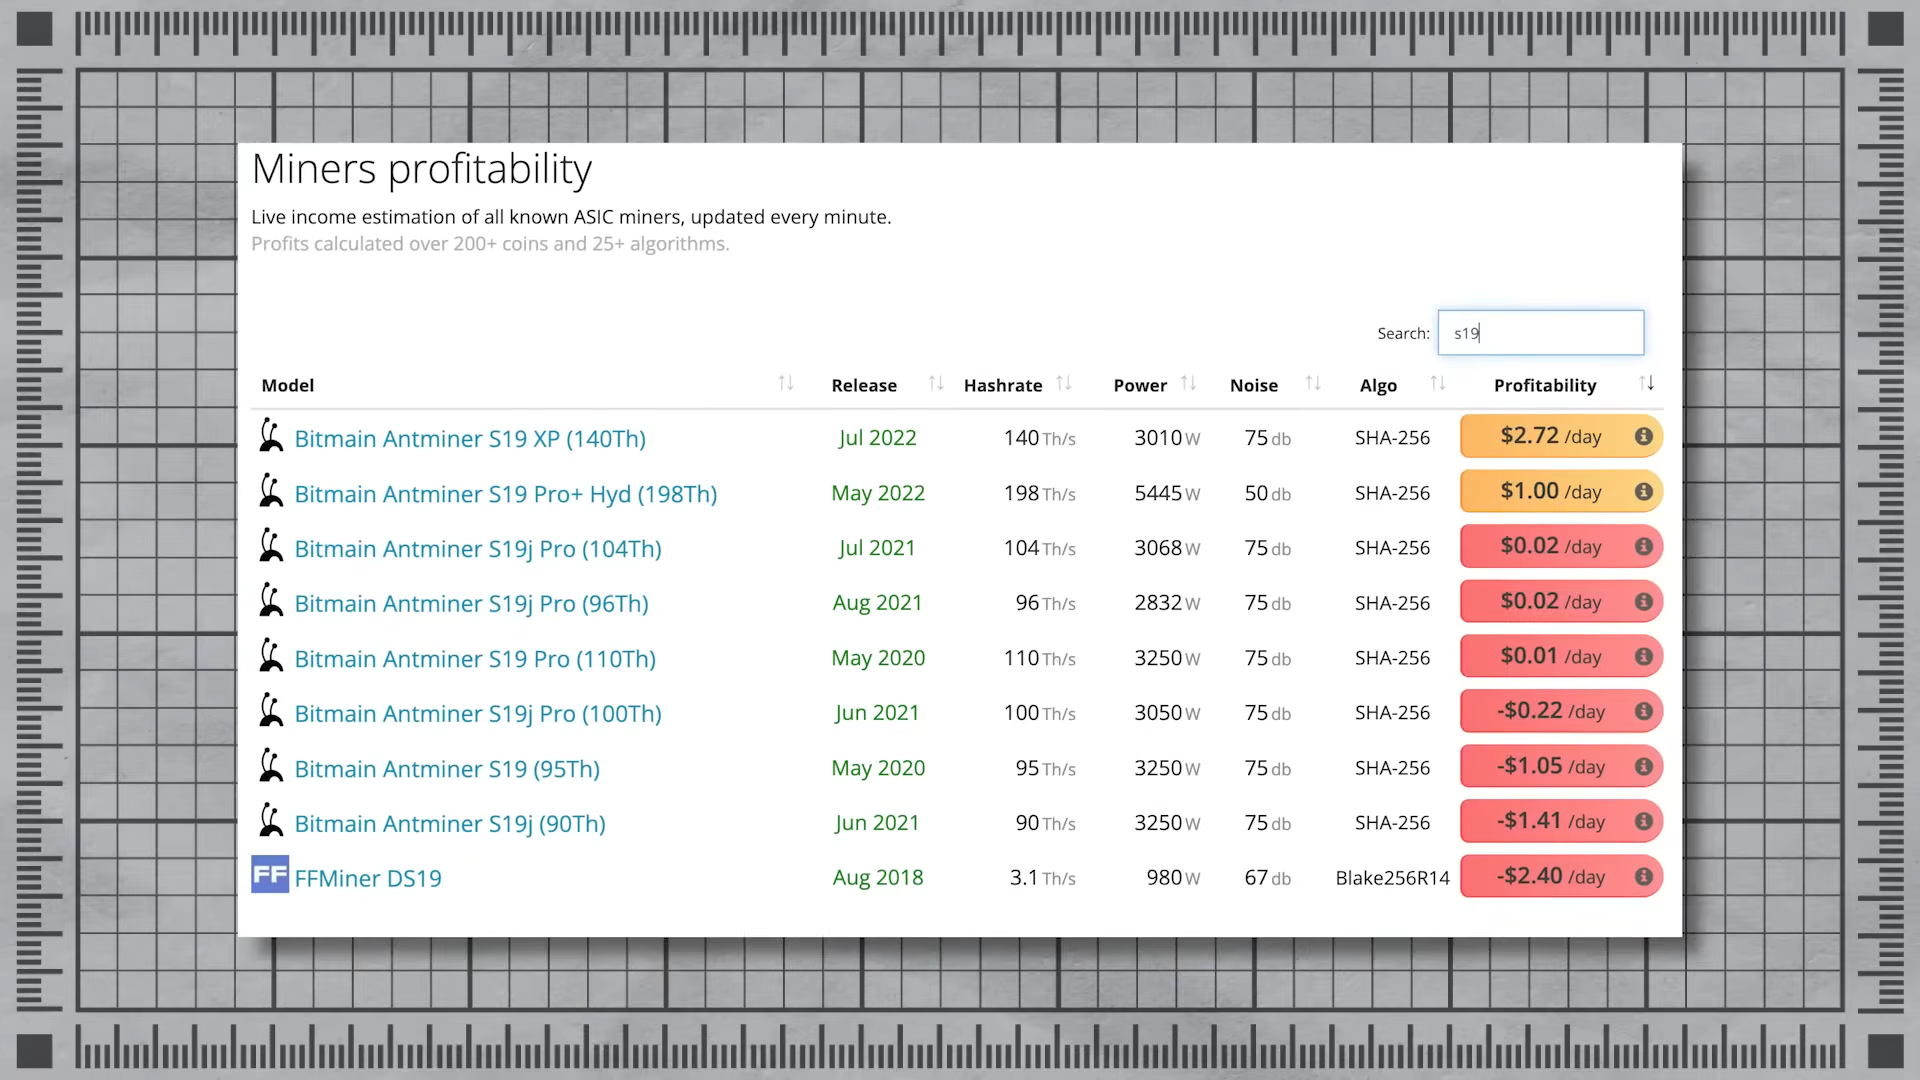 Miners profitability
Live income estimation of all known ASIC miners, updated every minute.
Profits calculated over 200+ coins and 25+ algorithms.
Search: s19
Model Release Hashrate Power Noise Algo Profitability
Bitmain Antminer S19 XP (140Th) Jul 2022 140 Th/s 3010 W 75 db SHA-256 $2.72 /day
Bitmain Antminer S19 Pro+ Hyd (198Th) May 2022 198 Th/s 5445 W 50 db SHA-256 $1.00 /day
Bitmain Antminer S19j Pro (104Th) Jul 2021 104 Th/s 3068 W 75 db SHA-256 $0.02 /day
Bitmain Antminer S19j Pro (96Th) Aug 2021 96 Th/s 2832 W 75 db SHA-256 $0.02 /day
Bitmain Antminer S19 Pro (110Th) May 2020 110 Th/s 3250 W 75 db SHA-256 $0.01 /day
Bitmain Antminer S19j Pro (100Th) Jun 2021 100 Th/s 3050 W 75 db SHA-256 -$0.22 /day
Bitmain Antminer S19 (95Th) May 2020 95 Th/s 3250 W 75 db SHA-256 -$1.05 /day
Bitmain Antminer S19j (90Th) Jun 2021 90 Th/s 3250 W 75 db SHA-256 -$1.41 /day
FF FFMiner DS19 Aug 2018 3.1 Th/s 980 W 67 db Blake256R14 -$2.40 /day